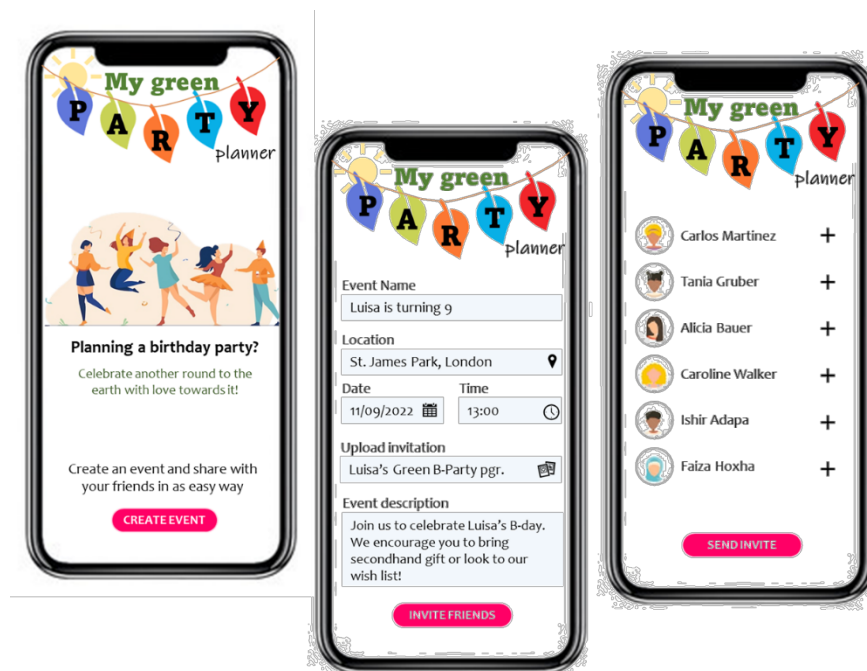 My green
PARTY
planner
Planning a birthday party?
Celebrate another round to the
earth with love towards it!
Create an event and share with
your friends in as easy way
CREATE EVENT
My green
PARTY
planner
Event Name
Luisa is turning 9
Location
St. James Park, London
Date
Time
11/09/2022
13:00
Upload invitation
Luisa's Green B-Party pgr.
Event description
Join us to celebrate Luisa's B-day.
We encourage you to bring
secondhand gift or look to our
wish list!
INVITE FRIENDS
My green
PARTY
planner
Carlos Martinez +
Tania Gruber +
Alicia Bauer +
Caroline Walker +
Ishir Adapa +
Faiza Hoxha +
SEND INVITE